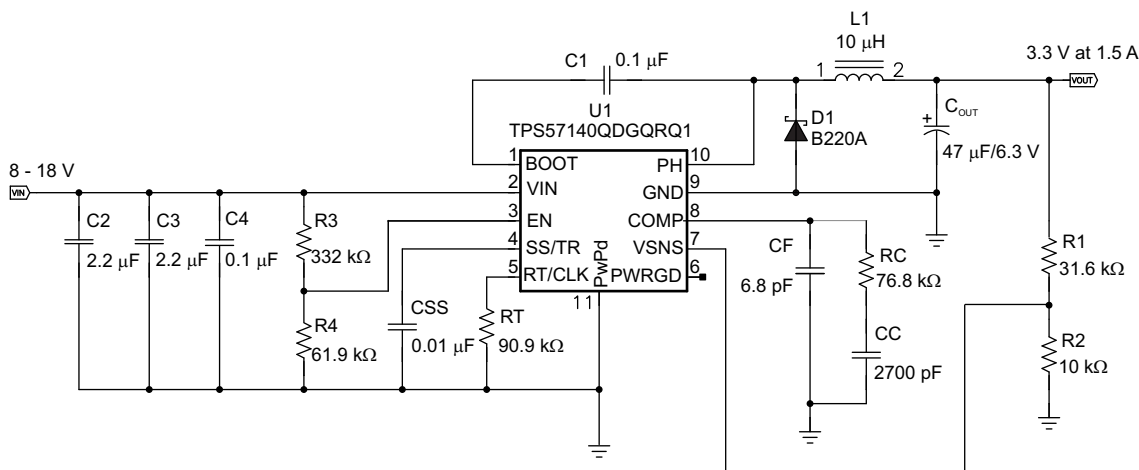 L1
10 μH
3.3 V at 1.5 A
C1
0.1 μF
VOUT
1
2
U1
TPS57140QDGQRQ1
D1
B220A
COUT
+
47 μF/6.3 V
8 - 18 V
VIN
1
BOOT
PH
10
2
VIN
GND
9
3
EN
COMP
8
4
SS/TR
VSNS
7
5
RT/CLK
PwPd
PWRGD
6
11
C2
2.2 μF
C3
2.2 μF
C4
0.1 μF
R3
332 kΩ
R4
61.9 kΩ
CSS
0.01 μF
RT
90.9 kΩ
CF
6.8 pF
RC
76.8 kΩ
CC
2700 pF
R1
31.6 kΩ
R2
10 kΩ